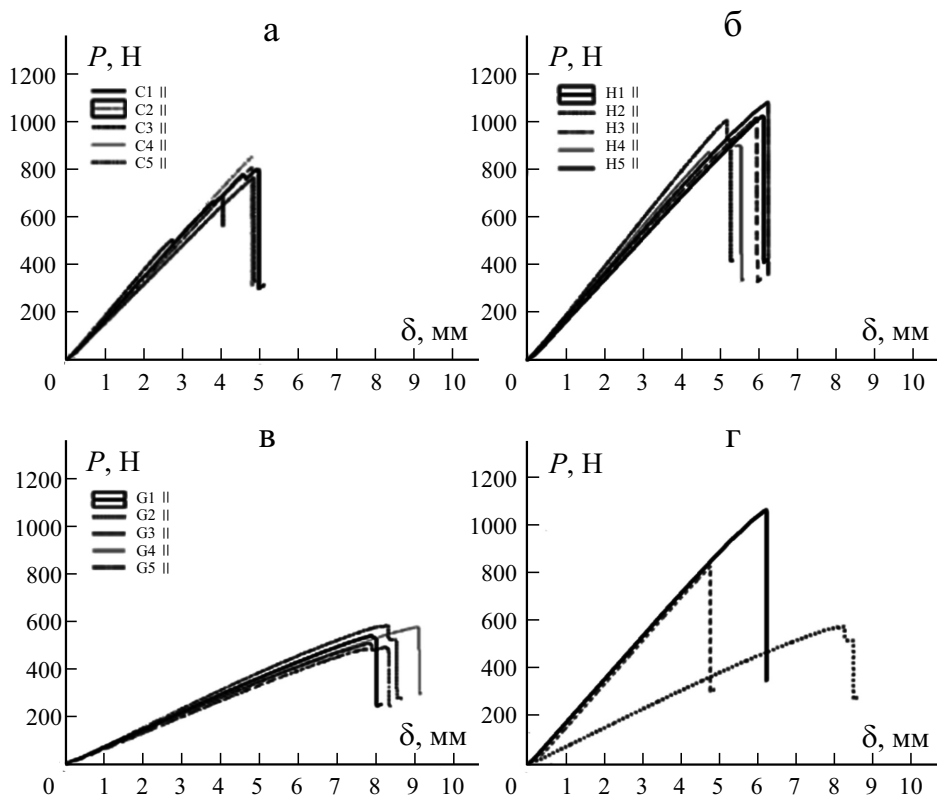 а
P, Н
1200
1000
800
600
400
200
C1 ||
C2 ||
C3 ||
C4 ||
C5 ||
δ, мм
0 1 2 3 4 5 6 7 8 9 10
б
P, Н
1200
1000
800
600
400
200
H1 ||
H2 ||
H3 ||
H4 ||
H5 ||
δ, мм
0 1 2 3 4 5 6 7 8 9 10
в
P, Н
1200
1000
800
600
400
200
G1 ||
G2 ||
G3 ||
G4 ||
G5 ||
δ, мм
0 1 2 3 4 5 6 7 8 9 10
г
P, Н
1200
1000
800
600
400
200
δ, мм
0 1 2 3 4 5 6 7 8 9 10